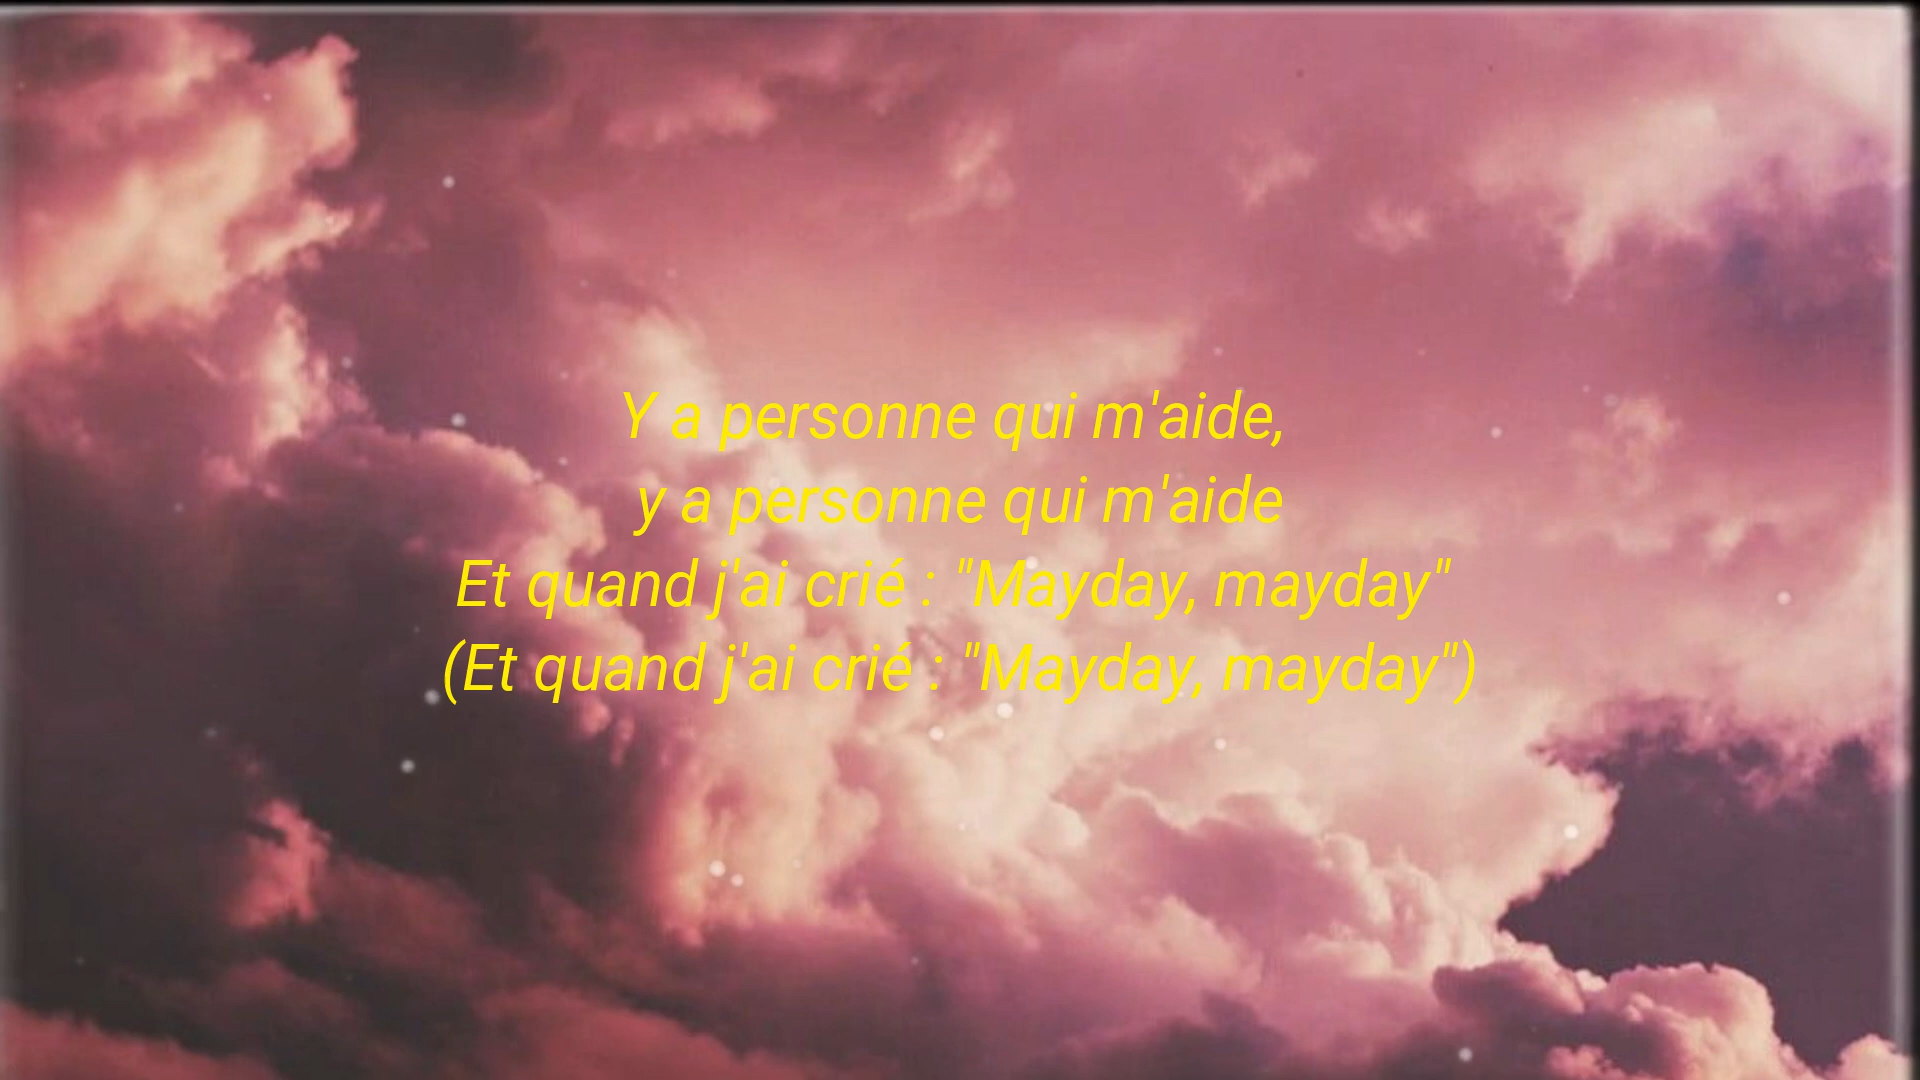 Y a personne qui m'aide,
y a personne qui m'aide
Et quand j'ai crié : "Mayday, mayday"
(Et quand j'ai crié : "Mayday, mayday")